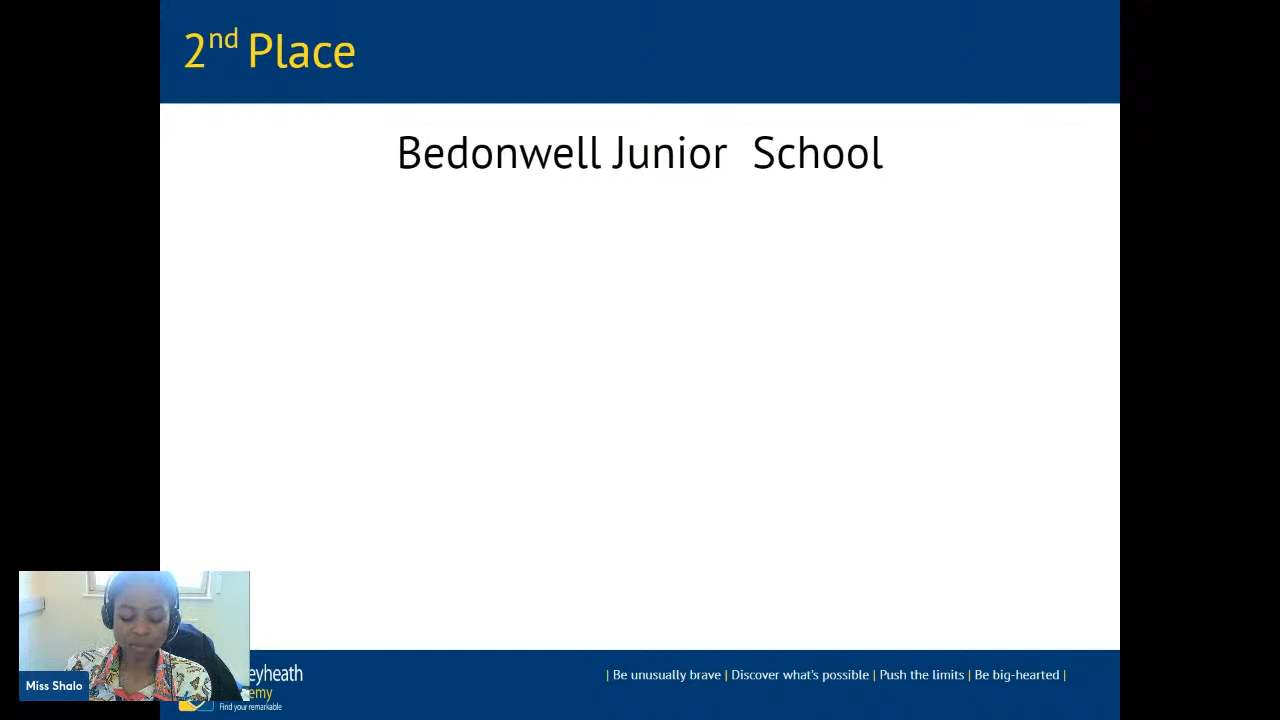 2nd Place
Bedonwell Junior  School
eyheath
emy
Find your remarkable
| Be unusually brave | Discover what's possible | Push the limits | Be big-hearted |
Miss Shalo